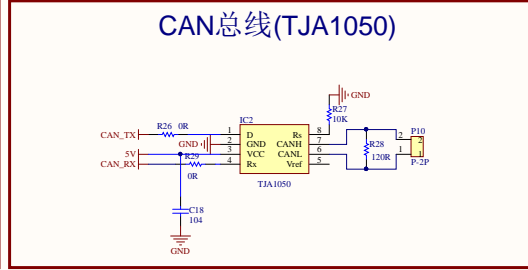 CAN总线(TJA1050)
GND
R27
10K
R26 0R
IC2
P10
CAN_TX
1 D Rs 8
GND 2 GND CANH 7
5V 3 VCC CANL 6
CAN_RX
R29
4 Rx Vref 5
0R
TJA1050
R28
120R
2 2
1 1
P-2P
C18
104
GND